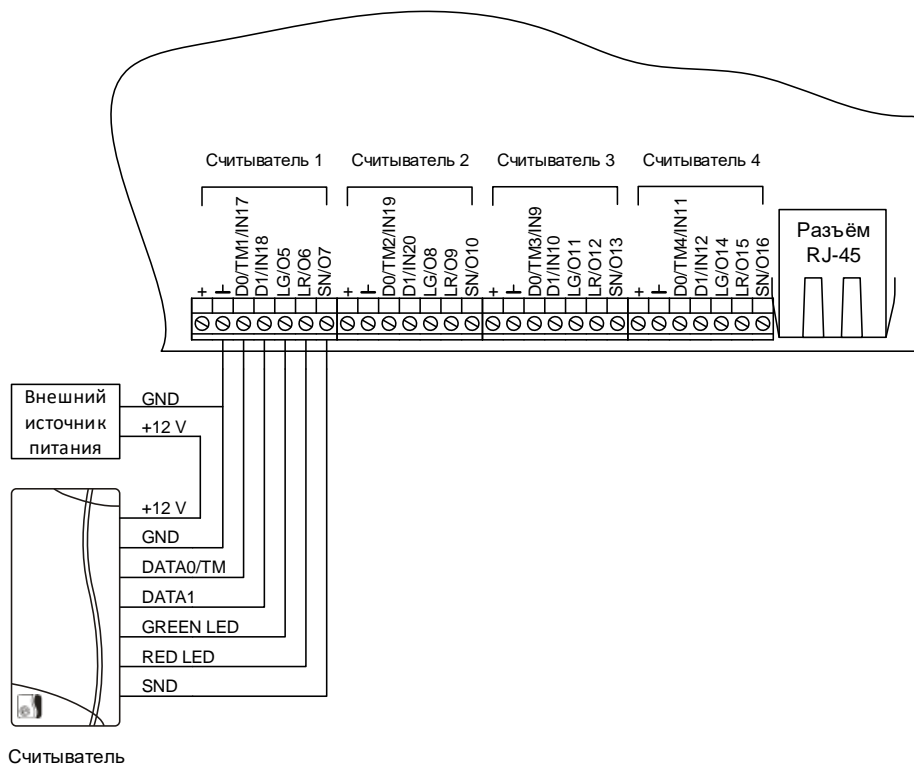 Считыватель 1
Считыватель 2
Считыватель 3
Считыватель 4
+
D0/TM1/IN17
D1/IN18
LG/O5
LR/O6
SN/O7
+
D0/TM2/IN19
D1/IN20
LG/O8
LR/O9
SN/O10
+
D0/TM3/IN9
D1/IN10
LG/O11
LR/O12
SN/O13
+
D0/TM4/IN11
D1/IN12
LG/O14
LR/O15
SN/O16
Разъём
RJ-45
Внешний
источник
питания
GND
+12 V
+12 V
GND
DATA0/TM
DATA1
GREEN LED
RED LED
SND
Считыватель